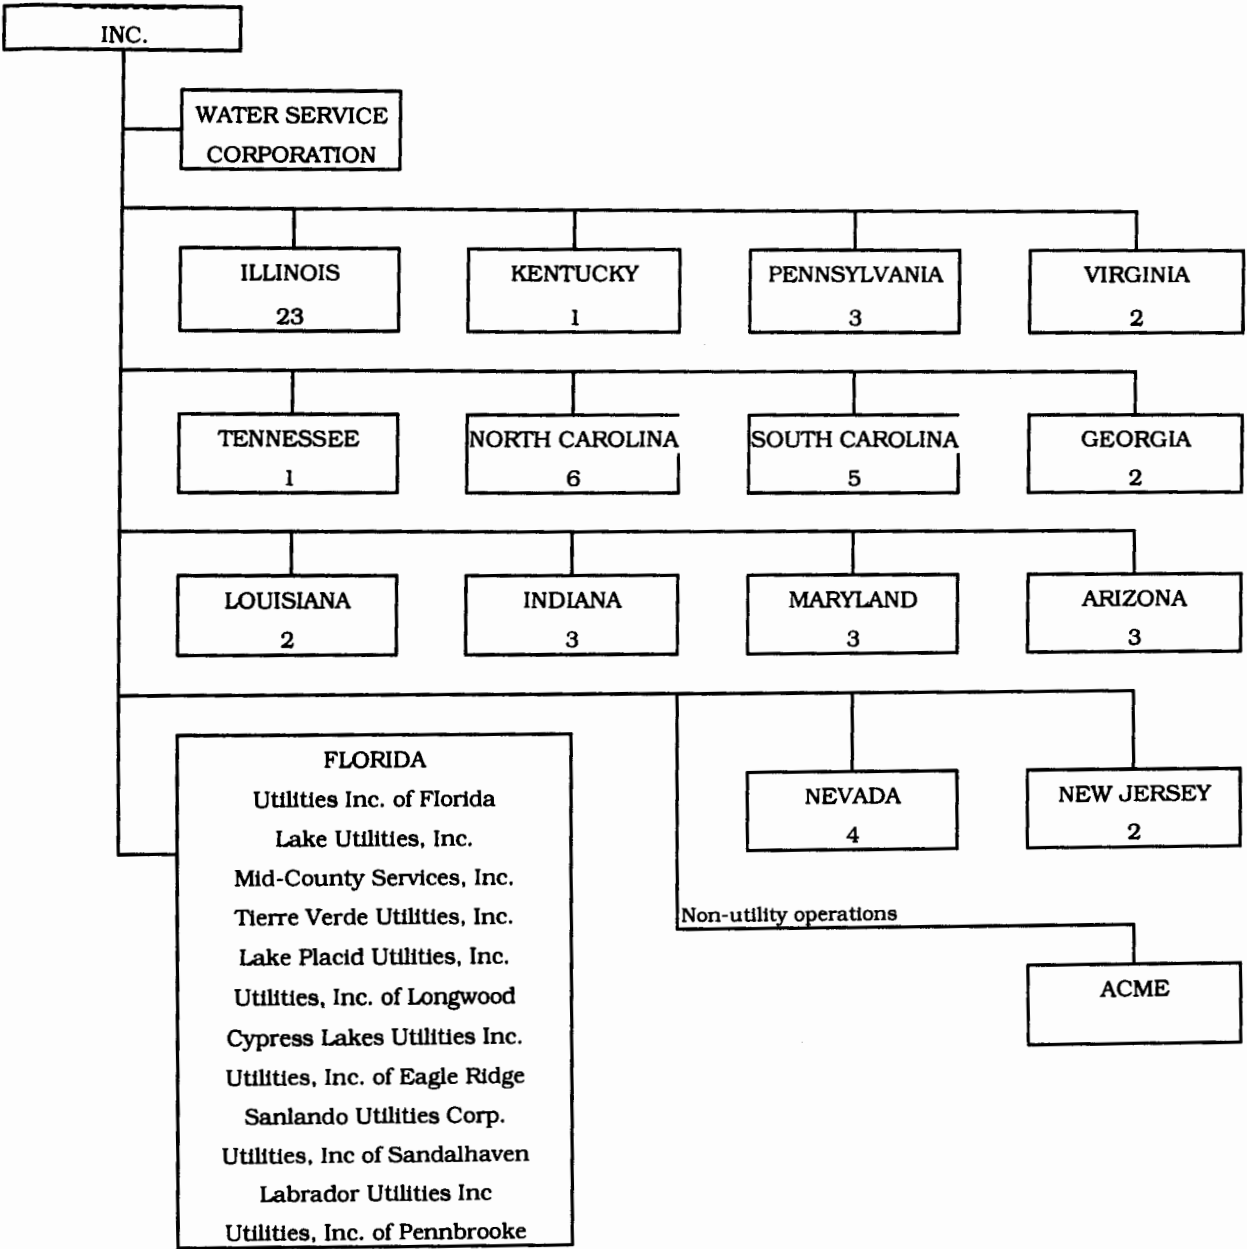 INC.
WATER SERVICE
CORPORATION
ILLINOIS
23
KENTUCKY
1
PENNSYLVANIA
3
VIRGINIA
2
TENNESSEE
1
NORTH CAROLINA
6
SOUTH CAROLINA
5
GEORGIA
2
LOUISIANA
2
INDIANA
3
MARYLAND
3
ARIZONA
3
FLORIDA
Utilities Inc. of Florida
Lake Utilities, Inc.
Mid-County Services, Inc.
Tierre Verde Utilities, Inc.
Lake Placid Utilities, Inc.
Utilities, Inc. of Longwood
Cypress Lakes Utilities Inc.
Utilities, Inc. of Eagle Ridge
Sanlando Utilities Corp.
Utilities, Inc of Sandalhaven
Labrador Utilities Inc
Utilities, Inc. of Pennbrooke
NEVADA
4
NEW JERSEY
2
Non-utility operations
ACME